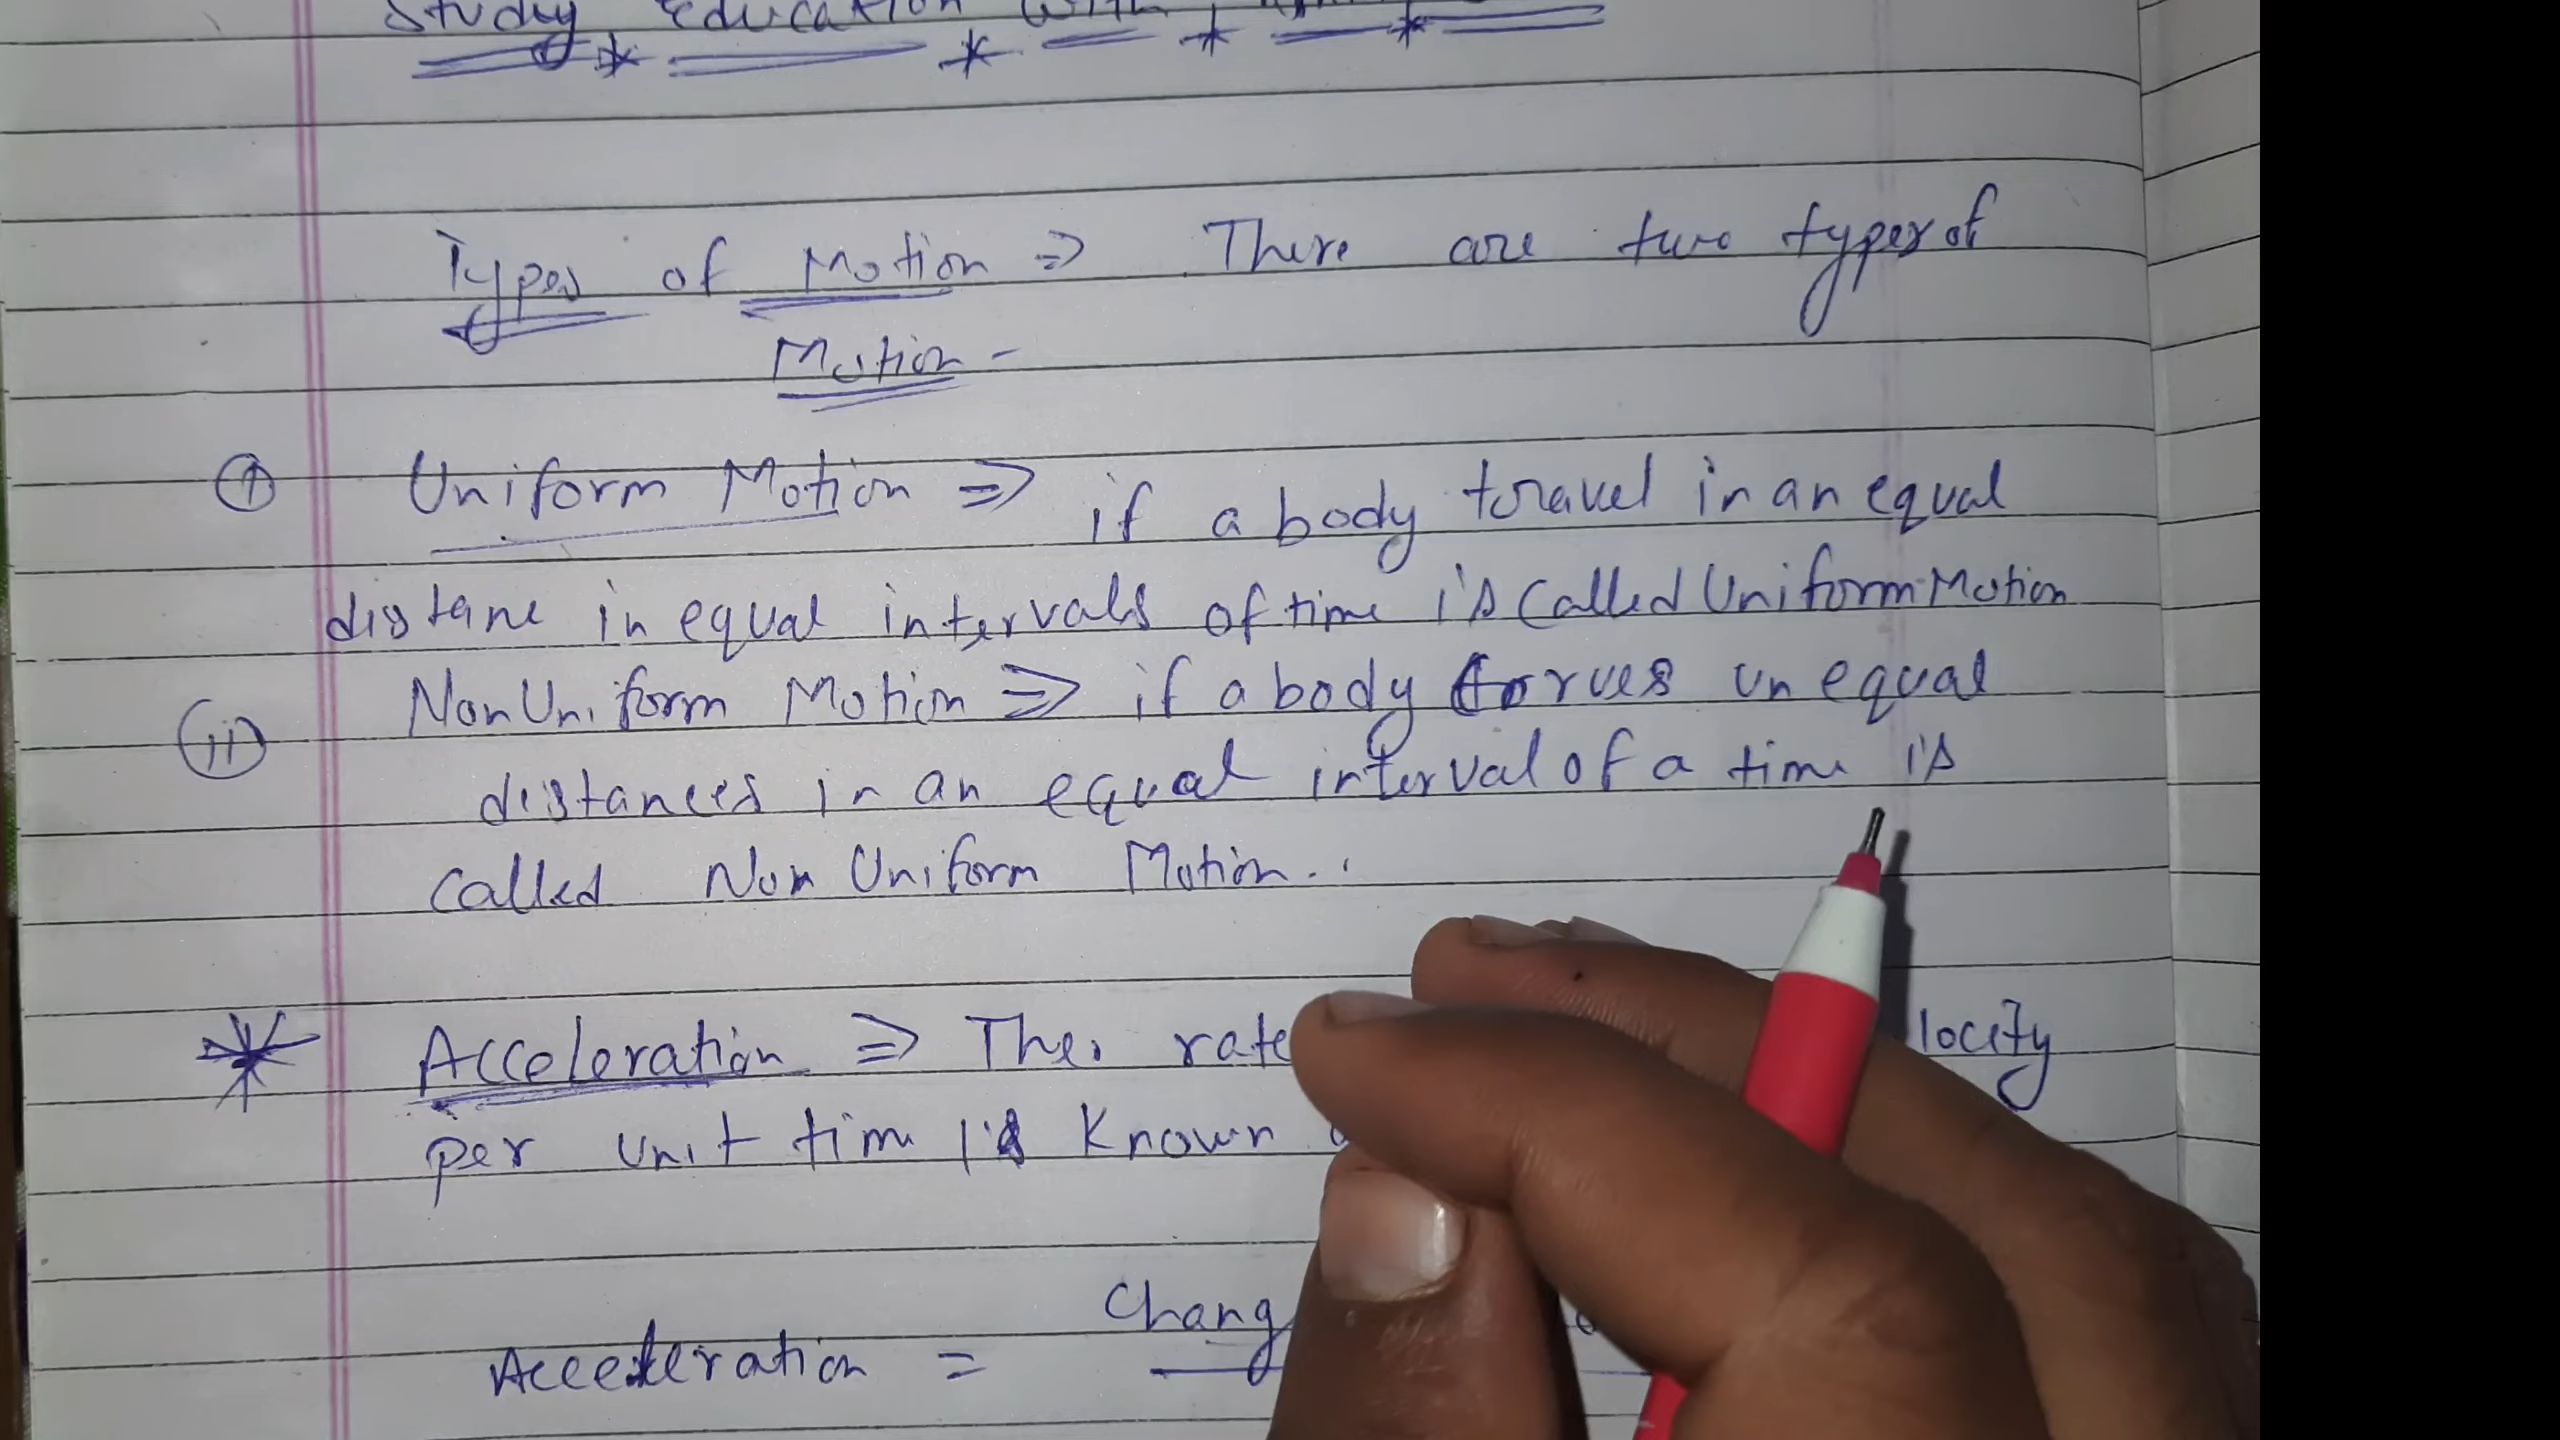 Study Education with
Types of Motion ⇒ There are two types of
Motion -
(i) Uniform Motion ⇒ if a body travel in an equal
distane in equal intervals of time is Called Uniform Motion
(ii) Non Uniform Motion ⇒ if a body unequal
distances in an equal interval of a time is
Called Non Uniform Motion..
Acceleration ⇒ The rate locity
per unit time is Known
Chang
Acceleration =